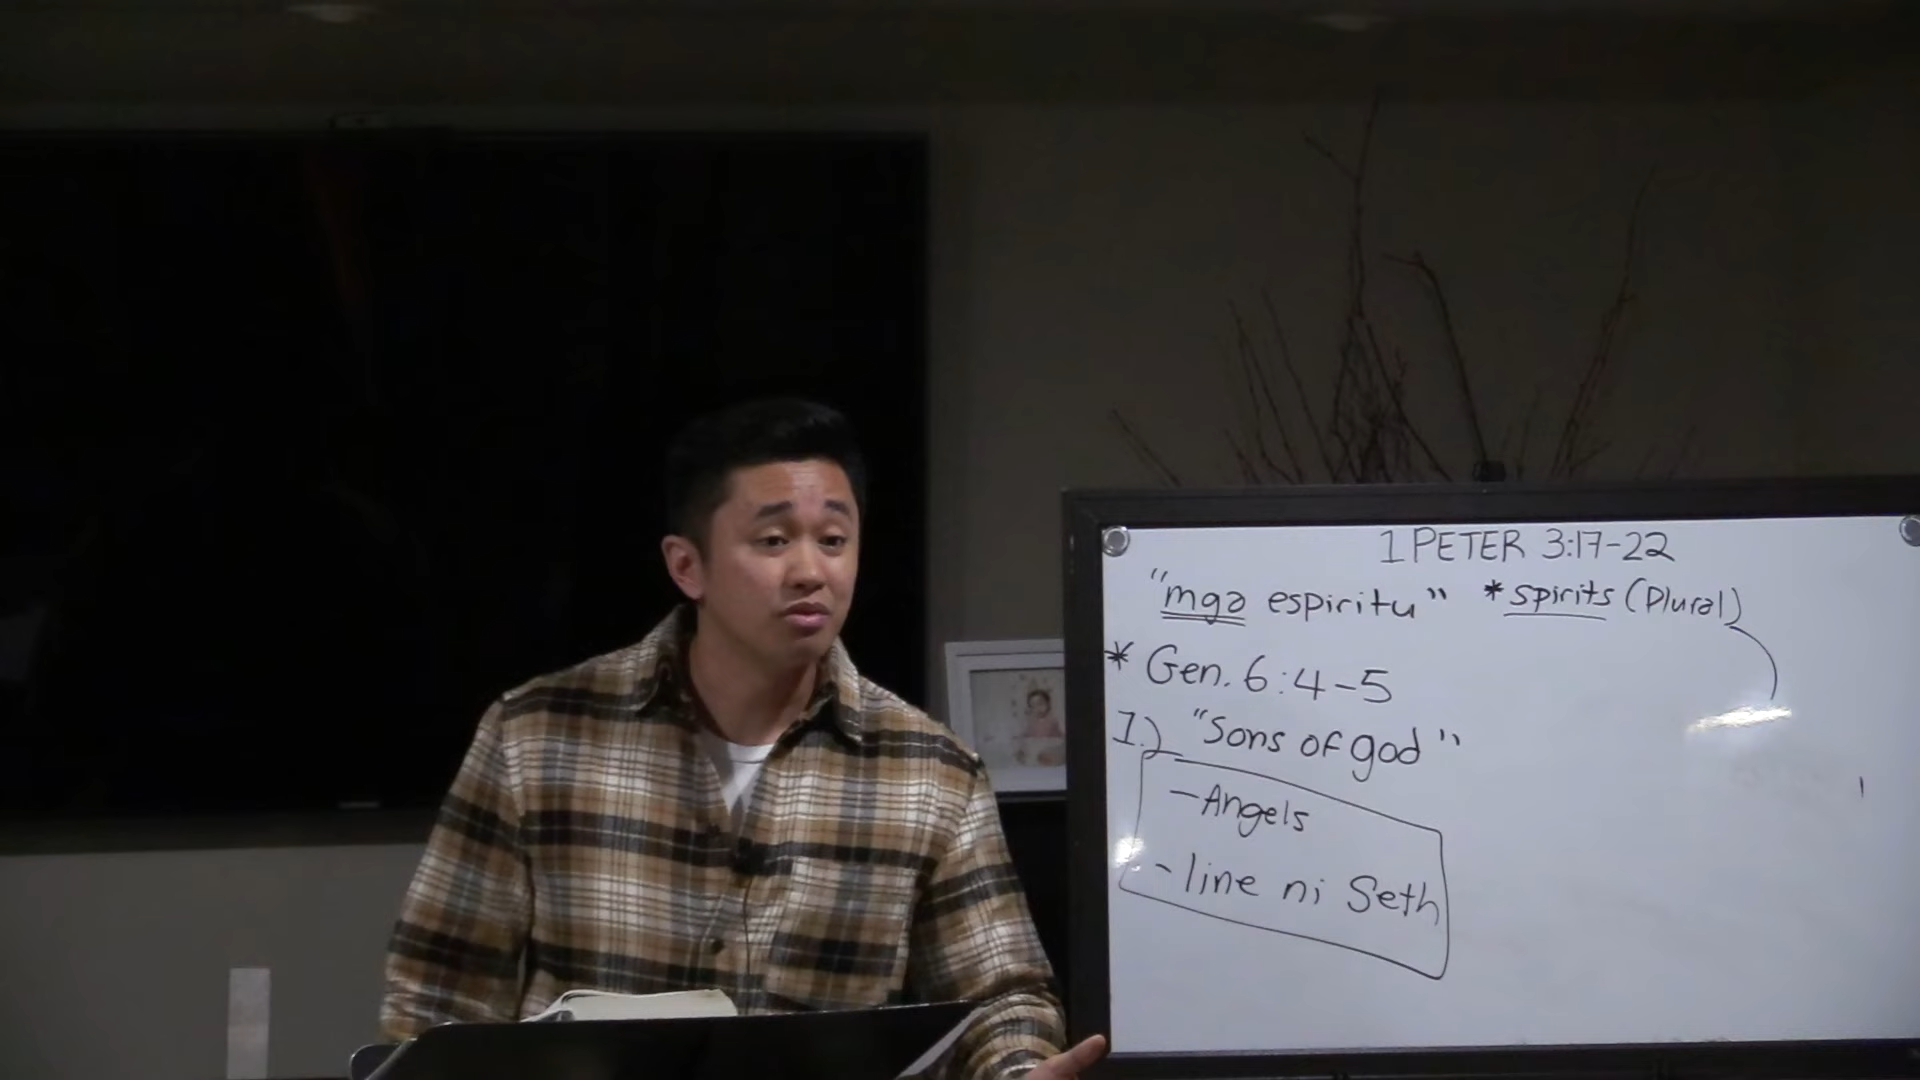 1 PETER 3:17-22
"mga espiritu" *spirits (Plural)
* Gen. 6:4-5
1.) "Sons of god"
- Angels
- line ni Seth